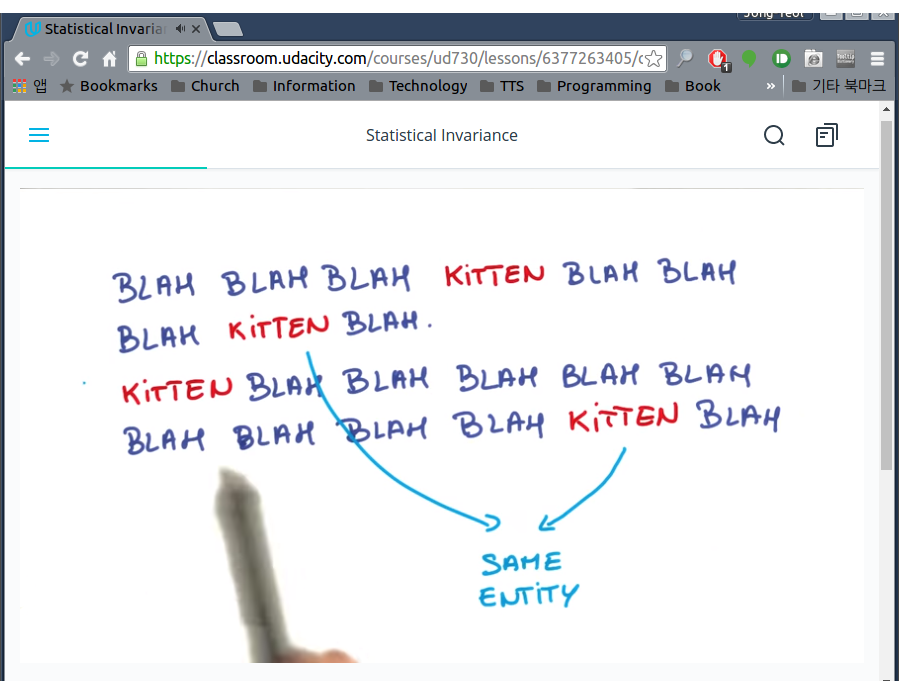 Jong Yeol
Statistical Invaria
https://classroom.udacity.com/courses/ud730/lessons/6377263405/c
앱 Bookmarks Church Information Technology TTS Programming Book » 기타 북마크
Statistical Invariance
BLAH BLAH BLAH KiTTEN BLAH BLAH
BLAH KiTTEN BLAH.
KiTTEN BLAH BLAH BLAH BLAH BLAH
BLAH BLAH BLAH BLAH KiTTEN BLAH
SAME
ENTiTY